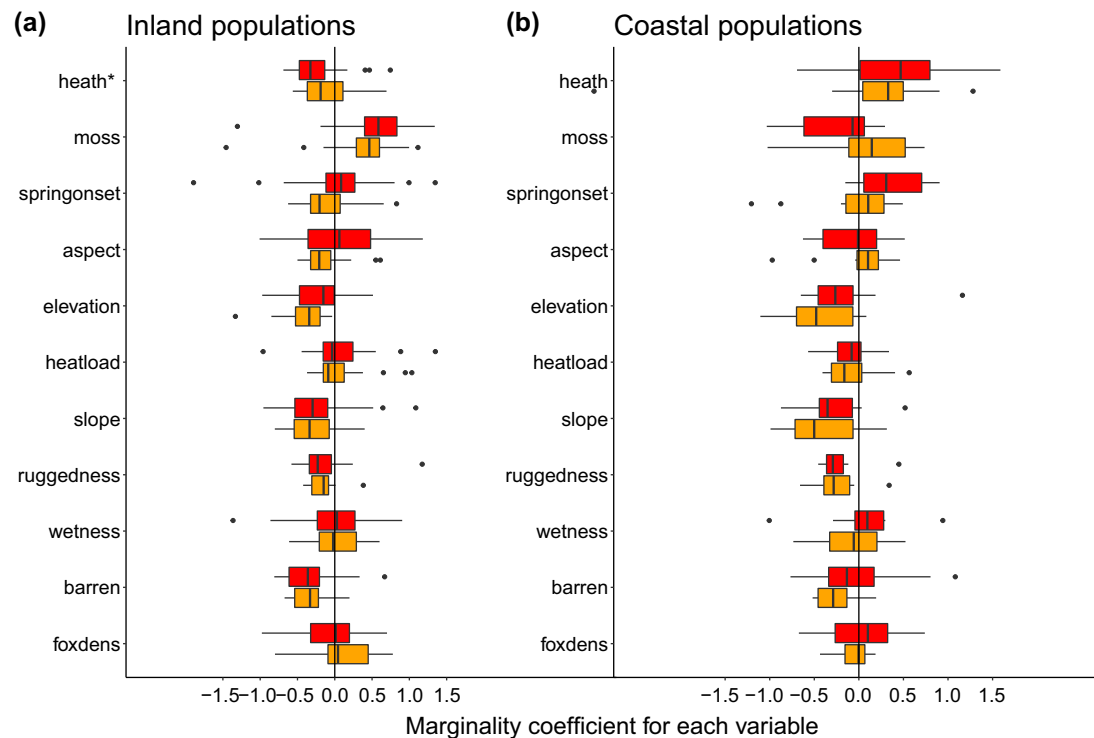 (a) Inland populations
heath*
moss
springonset
aspect
elevation
heatload
slope
ruggedness
wetness
barren
foxdens
−1.5 −1.0 −0.5 0.0 0.5 1.0 1.5
(b) Coastal populations
heath
moss
springonset
aspect
elevation
heatload
slope
ruggedness
wetness
barren
foxdens
−1.5 −1.0 −0.5 0.0 0.5 1.0 1.5
Marginality coefficient for each variable